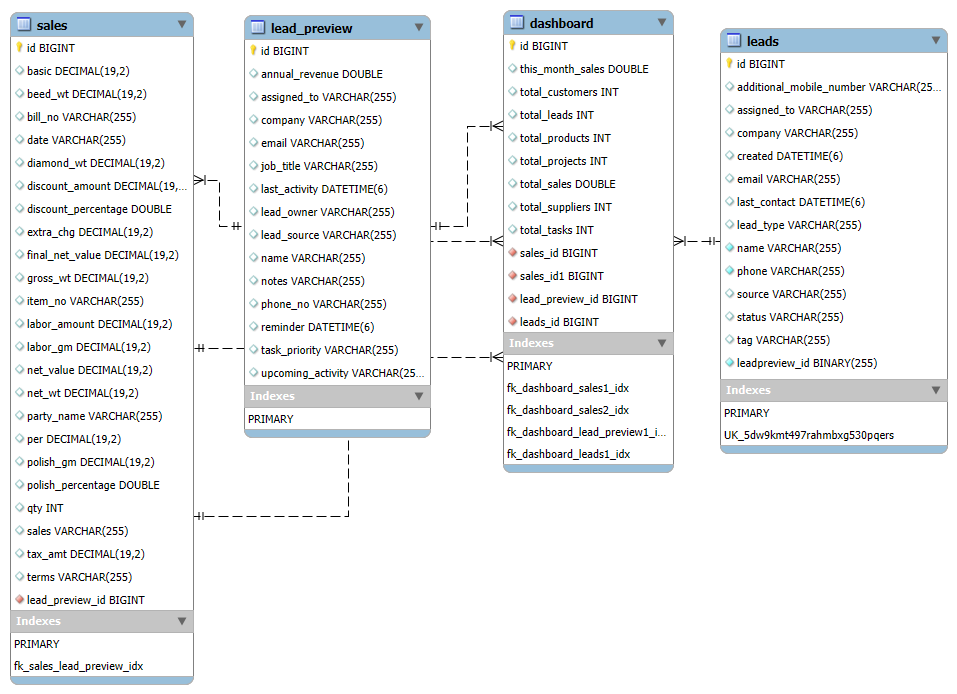 sales
id BIGINT
basic DECIMAL(19,2)
beed_wt DECIMAL(19,2)
bill_no VARCHAR(255)
date VARCHAR(255)
diamond_wt DECIMAL(19,2)
discount_amount DECIMAL(19,...
discount_percentage DOUBLE
extra_chg DECIMAL(19,2)
final_net_value DECIMAL(19,2)
gross_wt DECIMAL(19,2)
item_no VARCHAR(255)
labor_amount DECIMAL(19,2)
labor_gm DECIMAL(19,2)
net_value DECIMAL(19,2)
net_wt DECIMAL(19,2)
party_name VARCHAR(255)
per DECIMAL(19,2)
polish_gm DECIMAL(19,2)
polish_percentage DOUBLE
qty INT
sales VARCHAR(255)
tax_amt DECIMAL(19,2)
terms VARCHAR(255)
lead_preview_id BIGINT
Indexes
PRIMARY
fk_sales_lead_preview_idx
lead_preview
id BIGINT
annual_revenue DOUBLE
assigned_to VARCHAR(255)
company VARCHAR(255)
email VARCHAR(255)
job_title VARCHAR(255)
last_activity DATETIME(6)
lead_owner VARCHAR(255)
lead_source VARCHAR(255)
name VARCHAR(255)
notes VARCHAR(255)
phone_no VARCHAR(255)
reminder DATETIME(6)
task_priority VARCHAR(255)
upcoming_activity VARCHAR(25...
Indexes
PRIMARY
dashboard
id BIGINT
this_month_sales DOUBLE
total_customers INT
total_leads INT
total_products INT
total_projects INT
total_sales DOUBLE
total_suppliers INT
total_tasks INT
sales_id BIGINT
sales_id1 BIGINT
lead_preview_id BIGINT
leads_id BIGINT
Indexes
PRIMARY
fk_dashboard_sales1_idx
fk_dashboard_sales2_idx
fk_dashboard_lead_preview1_i...
fk_dashboard_leads1_idx
leads
id BIGINT
additional_mobile_number VARCHAR(25...
assigned_to VARCHAR(255)
company VARCHAR(255)
created DATETIME(6)
email VARCHAR(255)
last_contact DATETIME(6)
lead_type VARCHAR(255)
name VARCHAR(255)
phone VARCHAR(255)
source VARCHAR(255)
status VARCHAR(255)
tag VARCHAR(255)
leadpreview_id BINARY(255)
Indexes
PRIMARY
UK_5dw9kmt497rahmbxg530pqers